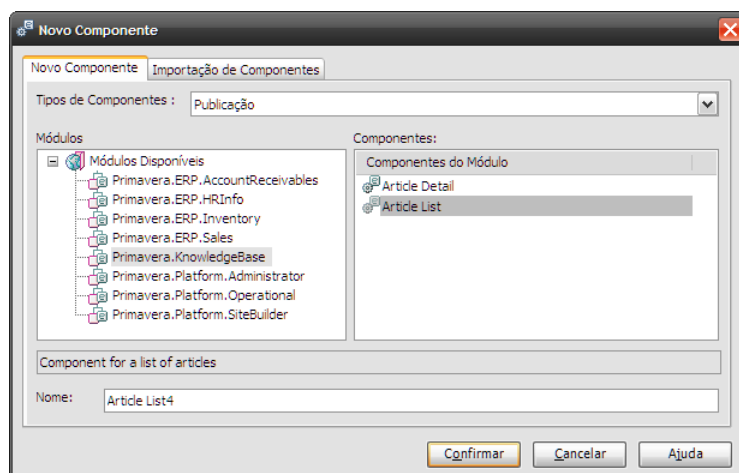 Novo Componente
Novo Componente
Importação de Componentes
Tipos de Componentes :
Publicação
Módulos
Componentes:
Módulos Disponíveis
Primavera.ERP.AccountReceivables
Primavera.ERP.HRInfo
Primavera.ERP.Inventory
Primavera.ERP.Sales
Primavera.KnowledgeBase
Primavera.Platform.Administrator
Primavera.Platform.Operational
Primavera.Platform.SiteBuilder
Componentes do Módulo
Article Detail
Article List
Component for a list of articles
Nome:
Article List4
Confirmar
Cancelar
Ajuda